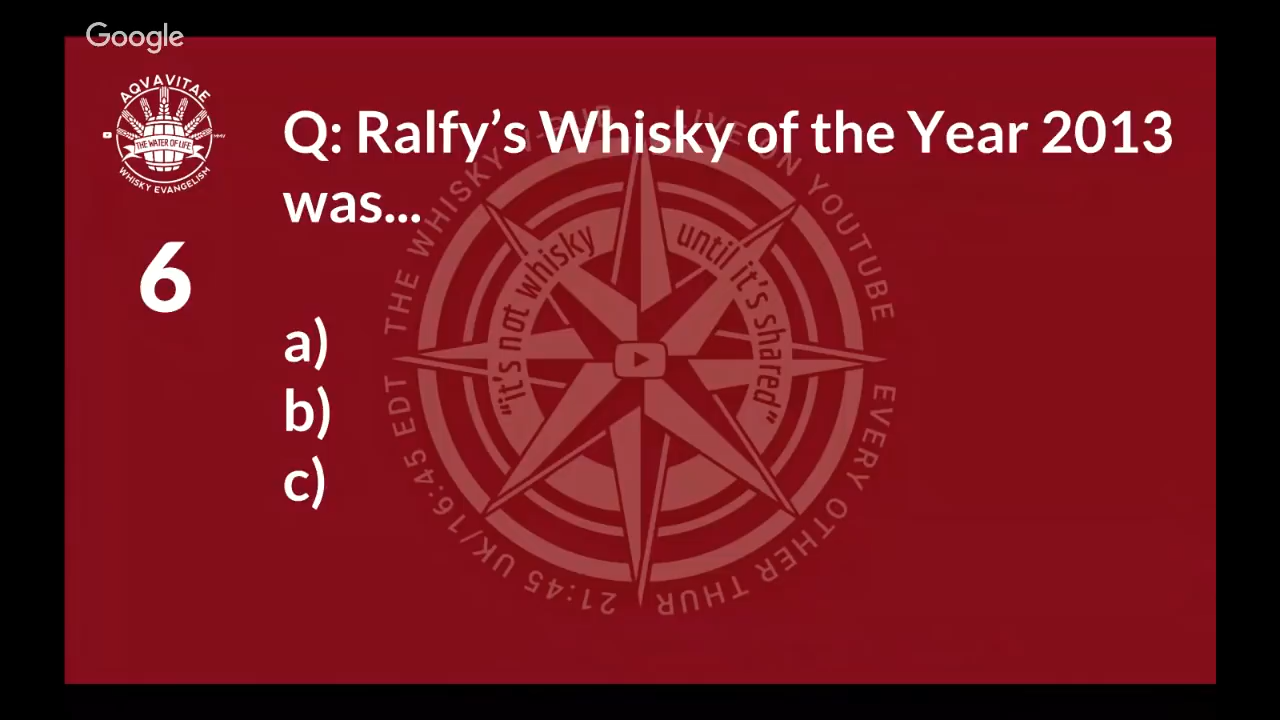 Google
AQVAVITAE
THE WATER OF LIFE
WHISKY EVANGELISM
6
Q: Ralfy's Whisky of the Year 2013
was...
a)
b)
c)
LIVE ON YOUTUBE
EVERY OTHER THUR
21:45 UK/16:45 EDT
THE WHISKY
"it's not whisky
until it's shared"